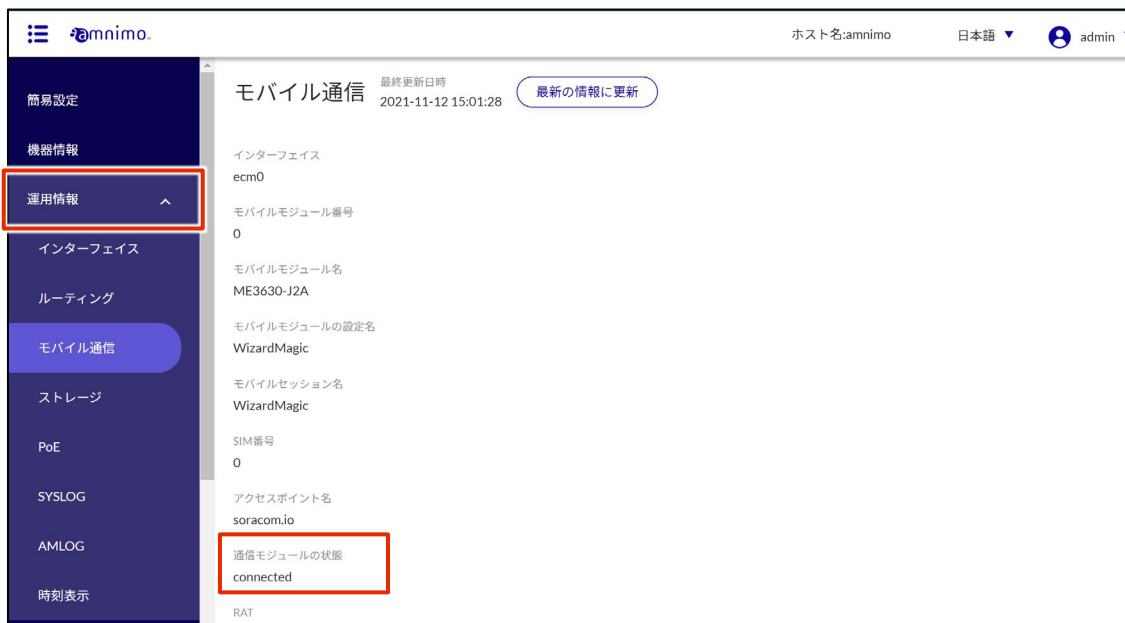 amnimo
ホスト名:amnimo
日本語 ▼
admin
簡易設定
機器情報
運用情報
インターフェイス
ルーティング
モバイル通信
ストレージ
PoE
SYSLOG
AMLOG
時刻表示
モバイル通信
最終更新日時
2021-11-12 15:01:28
最新の情報に更新
インターフェイス
ecm0
モバイルモジュール番号
0
モバイルモジュール名
ME3630-J2A
モバイルモジュールの設定名
WizardMagic
モバイルセッション名
WizardMagic
SIM番号
0
アクセスポイント名
soracom.io
通信モジュールの状態
connected
RAT